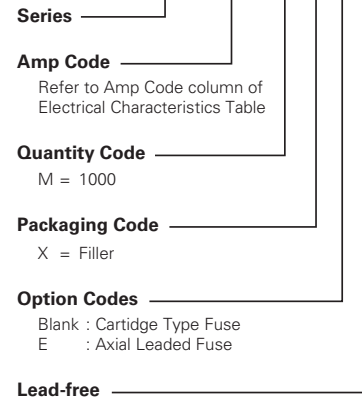 Series
Amp Code
Refer to Amp Code column of
Electrical Characteristics Table
Quantity Code
M = 1000
Packaging Code
X = Filler
Option Codes
Blank : Cartidge Type Fuse
E : Axial Leaded Fuse
Lead-free